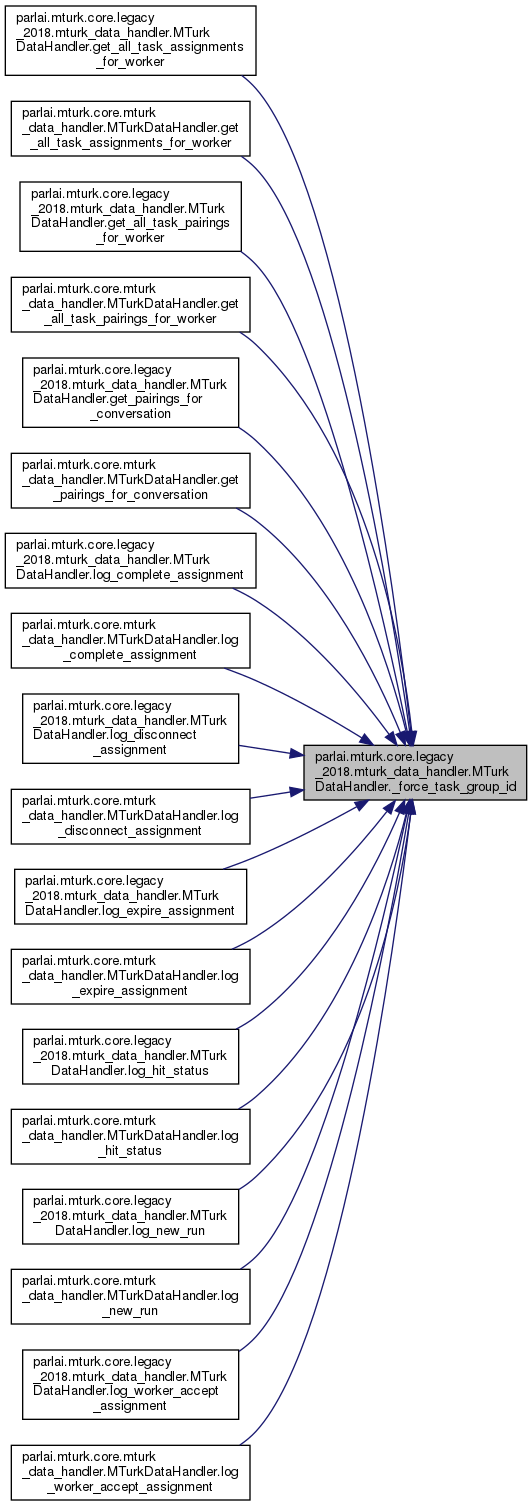 parlai.mturk.core.legacy
_2018.mturk_data_handler.MTurk
DataHandler.get_all_task_assignments
_for_worker
parlai.mturk.core.mturk
_data_handler.MTurkDataHandler.get
_all_task_assignments_for_worker
parlai.mturk.core.legacy
_2018.mturk_data_handler.MTurk
DataHandler.get_all_task_pairings
_for_worker
parlai.mturk.core.mturk
_data_handler.MTurkDataHandler.get
_all_task_pairings_for_worker
parlai.mturk.core.legacy
_2018.mturk_data_handler.MTurk
DataHandler.get_pairings_for
_conversation
parlai.mturk.core.mturk
_data_handler.MTurkDataHandler.get
_pairings_for_conversation
parlai.mturk.core.legacy
_2018.mturk_data_handler.MTurk
DataHandler.log_complete_assignment
parlai.mturk.core.mturk
_data_handler.MTurkDataHandler.log
_complete_assignment
parlai.mturk.core.legacy
_2018.mturk_data_handler.MTurk
DataHandler.log_disconnect
_assignment
parlai.mturk.core.legacy
_2018.mturk_data_handler.MTurk
DataHandler._force_task_group_id
parlai.mturk.core.mturk
_data_handler.MTurkDataHandler.log
_disconnect_assignment
parlai.mturk.core.legacy
_2018.mturk_data_handler.MTurk
DataHandler.log_expire_assignment
parlai.mturk.core.mturk
_data_handler.MTurkDataHandler.log
_expire_assignment
parlai.mturk.core.legacy
_2018.mturk_data_handler.MTurk
DataHandler.log_hit_status
parlai.mturk.core.mturk
_data_handler.MTurkDataHandler.log
_hit_status
parlai.mturk.core.legacy
_2018.mturk_data_handler.MTurk
DataHandler.log_new_run
parlai.mturk.core.mturk
_data_handler.MTurkDataHandler.log
_new_run
parlai.mturk.core.legacy
_2018.mturk_data_handler.MTurk
DataHandler.log_worker_accept
_assignment
parlai.mturk.core.mturk
_data_handler.MTurkDataHandler.log
_worker_accept_assignment